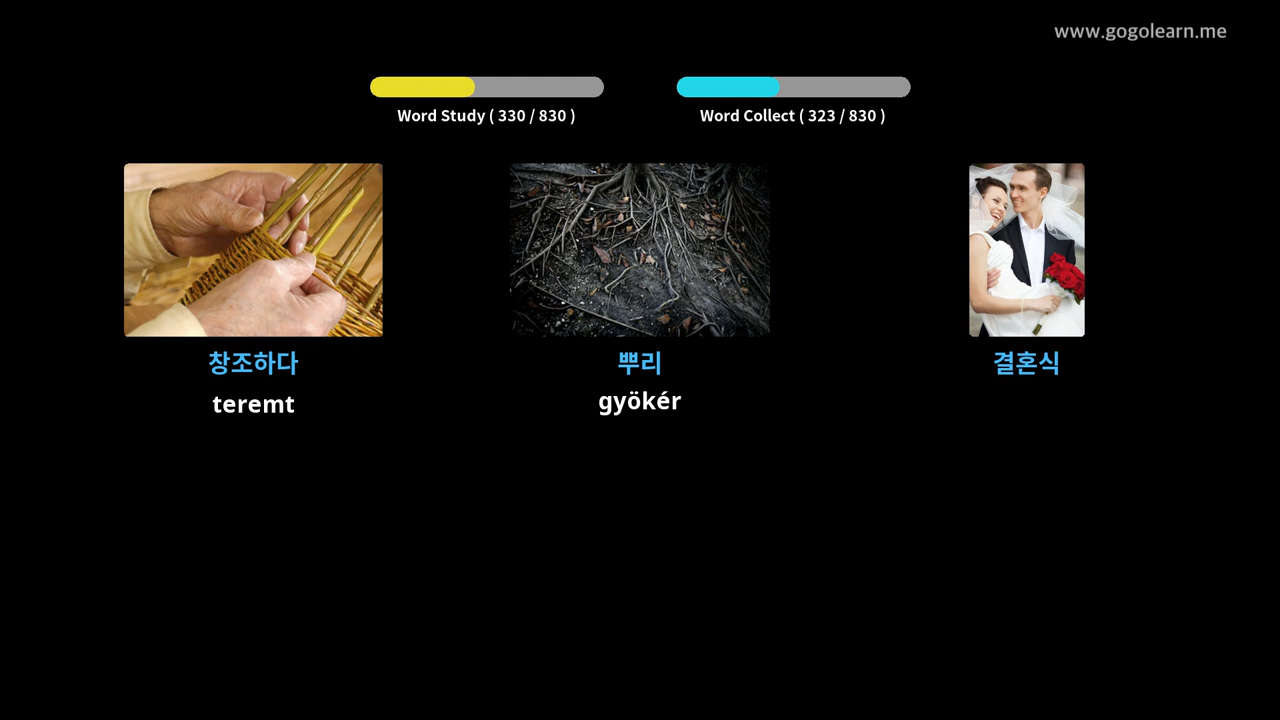 www.gogolearn.me
Word Study ( 330 / 830 )
Word Collect ( 323 / 830 )
창조하다
뿌리
결혼식
teremt
gyökér